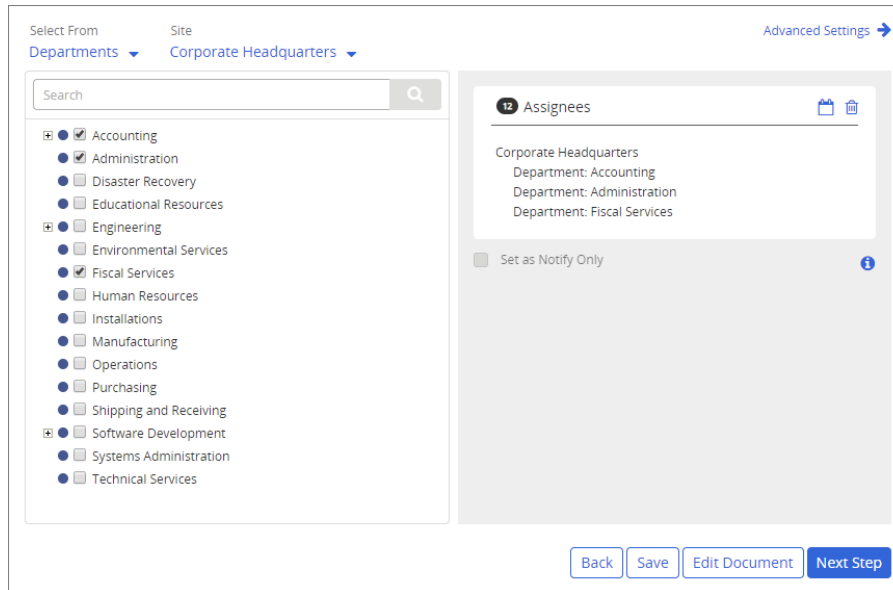 Select From Site Advanced Settings
Departments Corporate Headquarters
Search
12 Assignees
Accounting
Administration
Disaster Recovery
Educational Resources
Engineering
Environmental Services
Fiscal Services
Human Resources
Installations
Manufacturing
Operations
Purchasing
Shipping and Receiving
Software Development
Systems Administration
Technical Services
Corporate Headquarters
Department: Accounting
Department: Administration
Department: Fiscal Services
Set as Notify Only
Back Save Edit Document Next Step